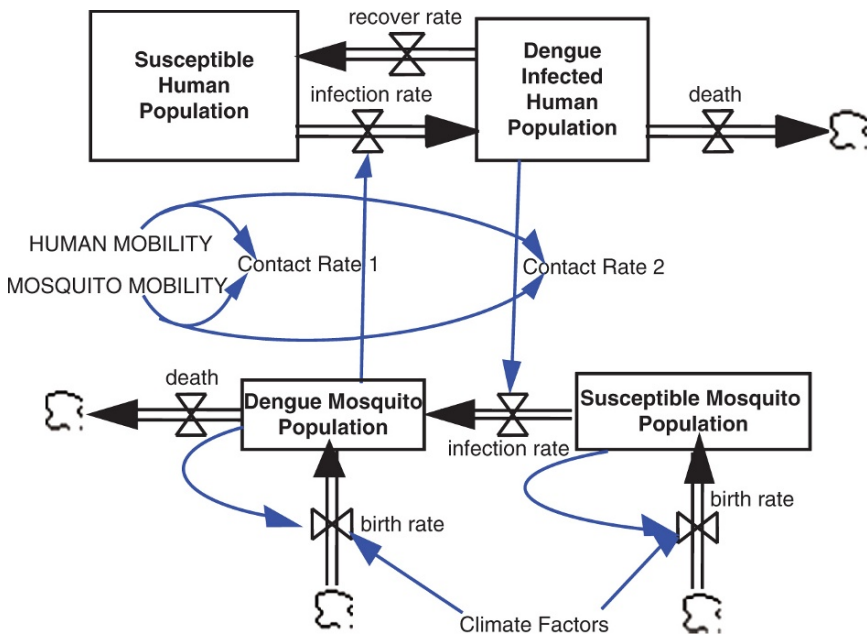 recover rate
Susceptible
Human
Population
Dengue
Infected
Human
Population
infection rate
death
HUMAN MOBILITY
Contact Rate 1
Contact Rate 2
MOSQUITO MOBILITY
death
Dengue Mosquito
Population
Susceptible Mosquito
Population
infection rate
birth rate
birth rate
Climate Factors